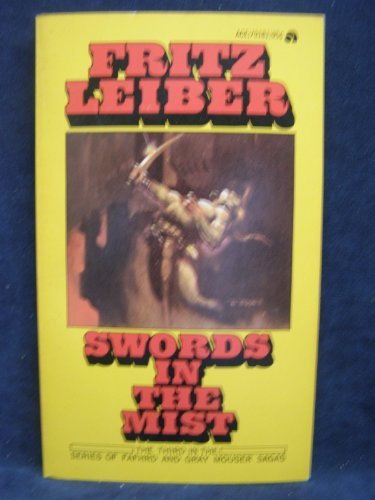 FRITZ
LEIBER
SWORDS
IN
THE
MIST
THE THIRD IN THE
SERIES OF FAFHRD AND GRAY MOUSER SAGAS